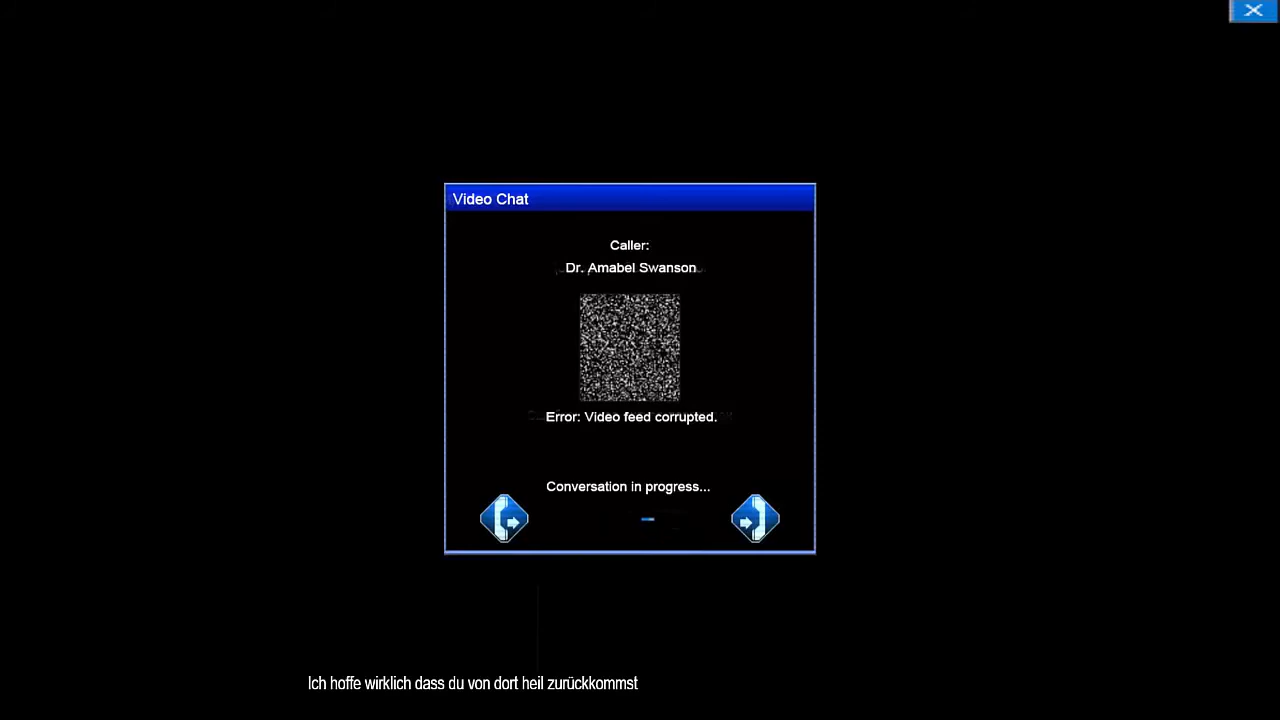 Video Chat
Caller:
Dr. Amabel Swanson
Error: Video feed corrupted.
Conversation in progress...
Ich hoffe wirklich dass du von dort heil zurückkommst